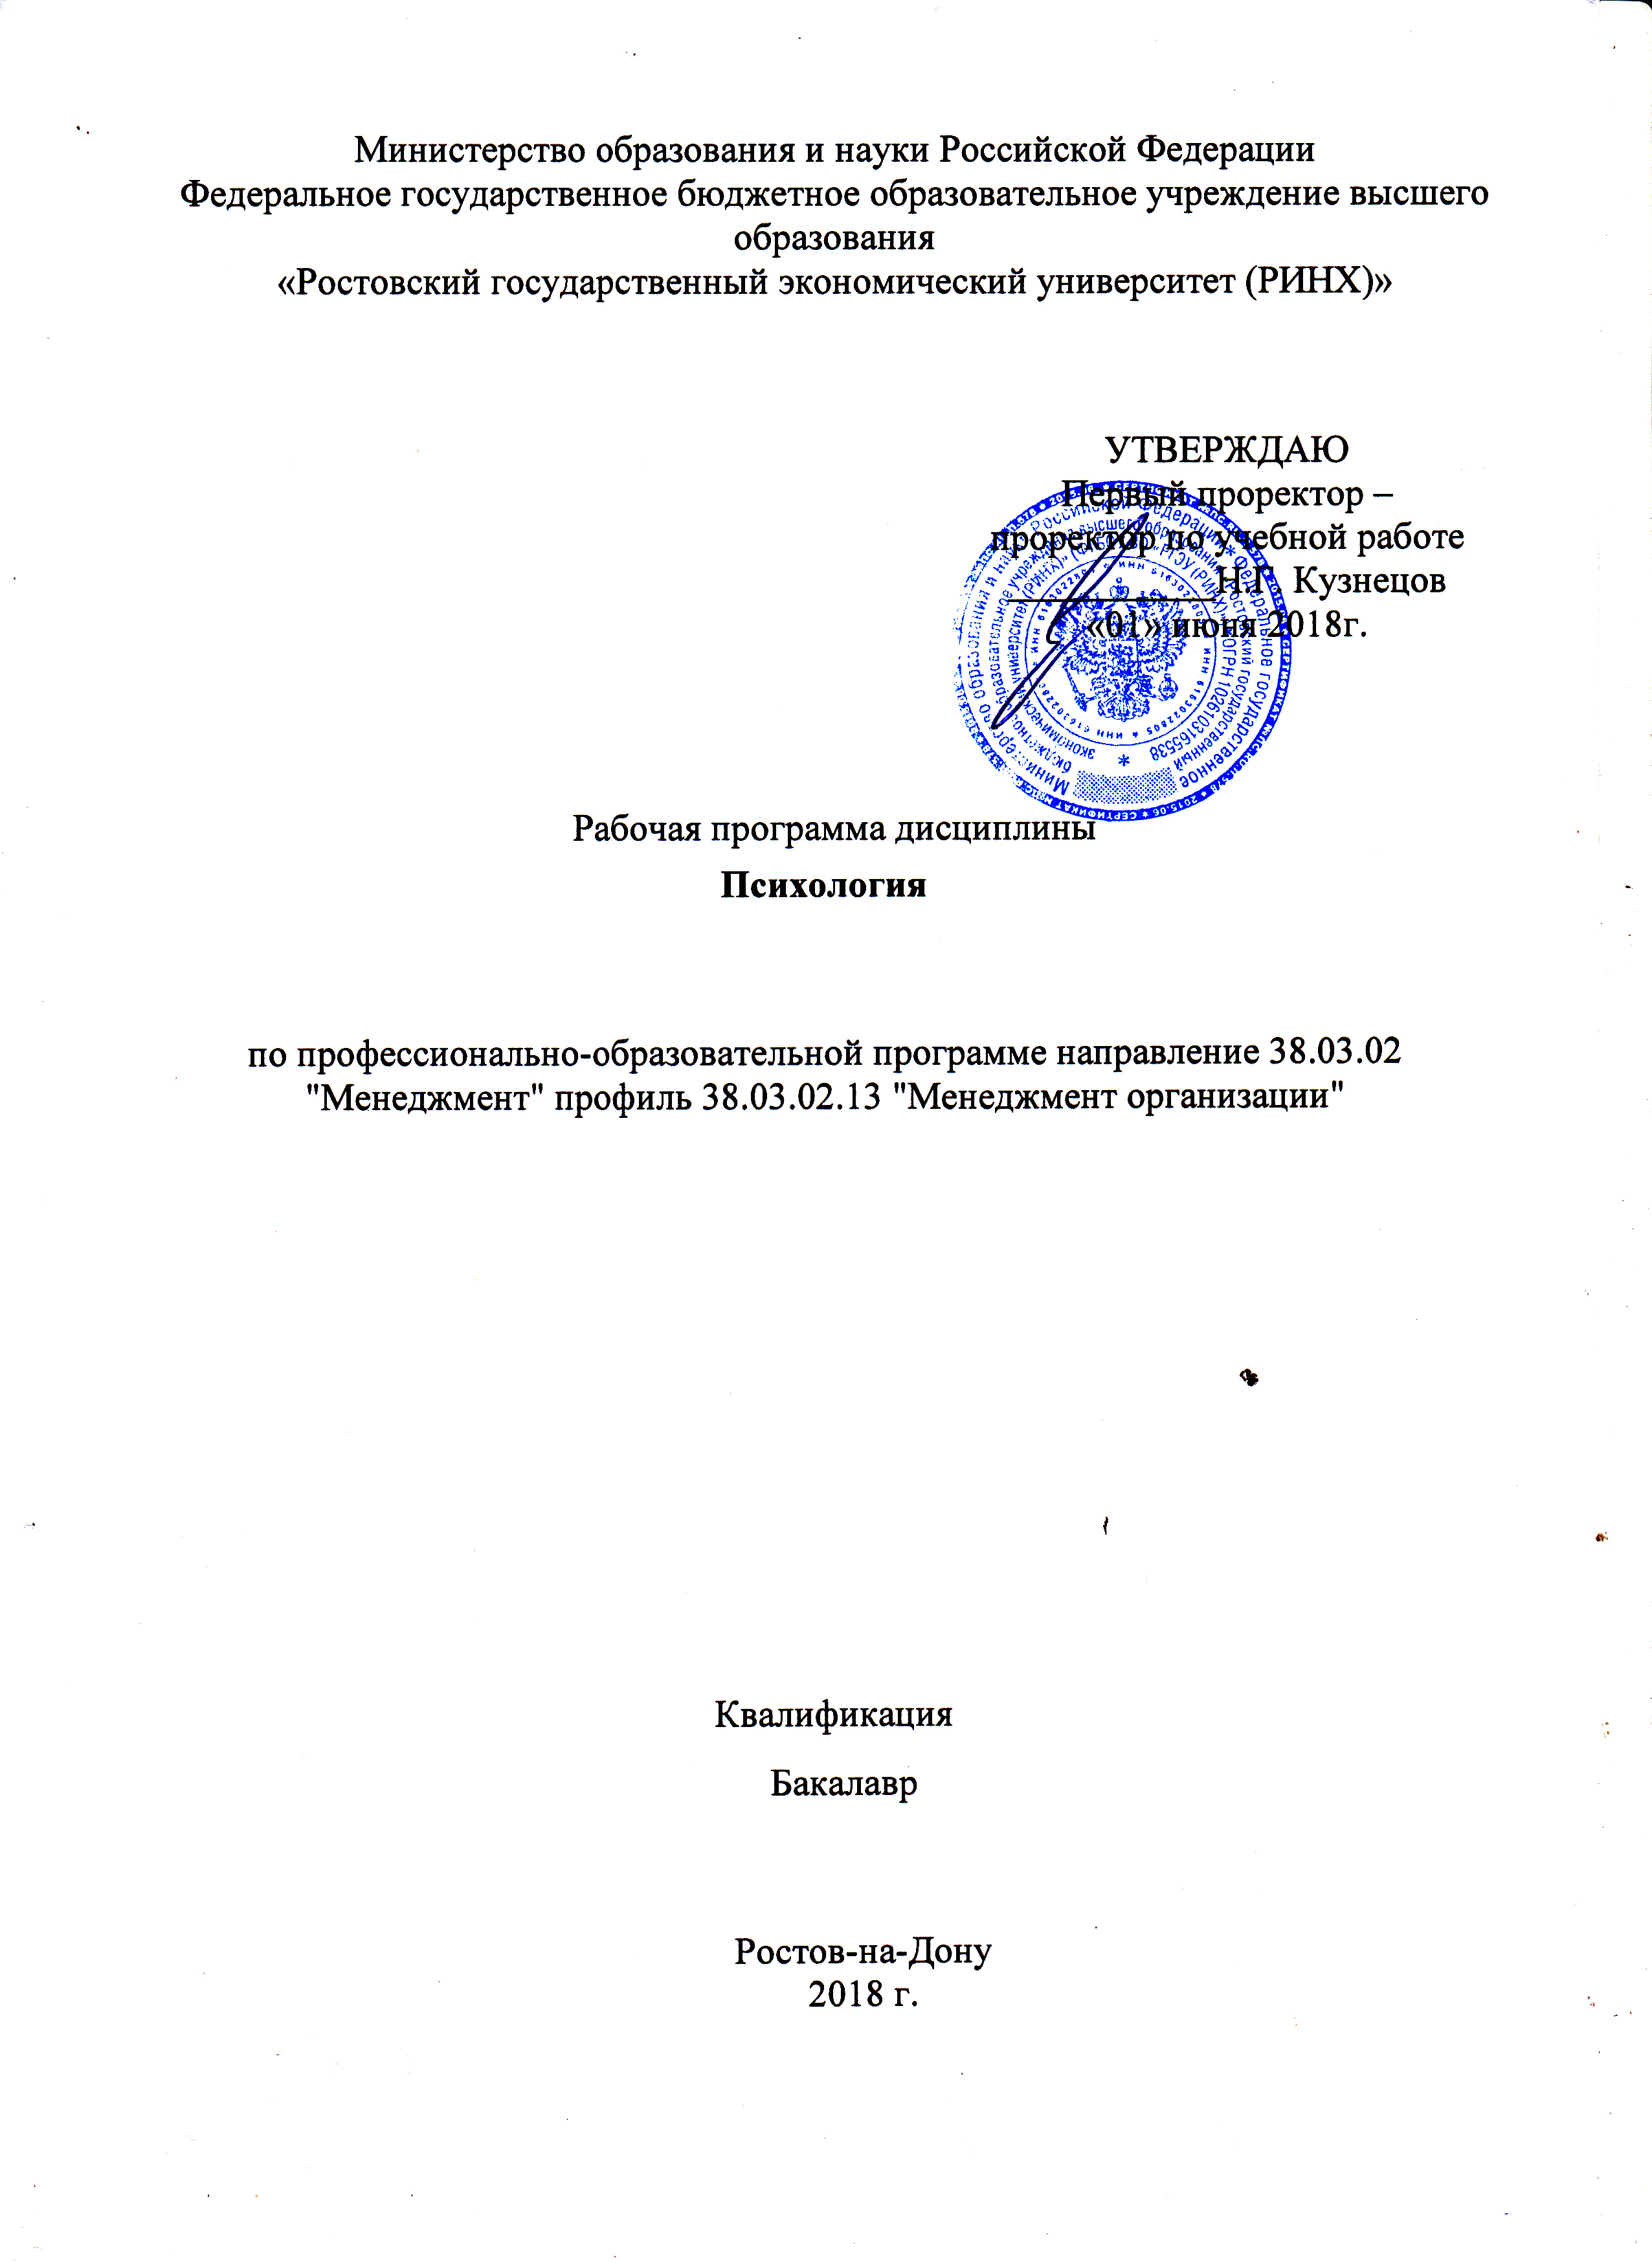 Министерство образования и науки Российской Федерации
Федеральное государственное бюджетное образовательное учреждение высшего
образования
«Ростовский государственный экономический университет (РИНХ)»
УТВЕРЖДАЮ
Первый проректор –
проректор по учебной работе
Н.Г. Кузнецов
«01» июня 2018г.
Рабочая программа дисциплины
Психология
по профессионально-образовательной программе направление 38.03.02
"Менеджмент" профиль 38.03.02.13 "Менеджмент организации"
Квалификация
Бакалавр
Ростов-на-Дону
2018 г.